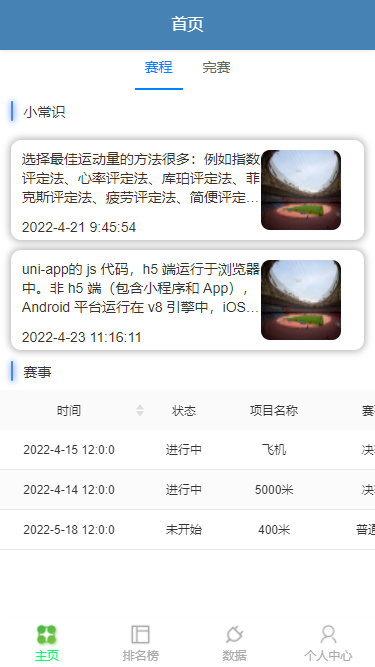 首页
赛程 完赛
小常识
选择最佳运动量的方法很多：例如指数
评定法、心率评定法、库珀评定法、菲
克斯评定法、疲劳评定法、简便评定...
2022-4-21 9:45:54
uni-app的 js 代码，h5 端运行于浏览器
中。非 h5 端（包含小程序和 App），
Android 平台运行在 v8 引擎中，iOS...
2022-4-23 11:16:11
赛事
时间 状态 项目名称 赛
2022-4-15 12:0:0 进行中 飞机 决
2022-4-14 12:0:0 进行中 5000米 决
2022-5-18 12:0:0 未开始 400米 普通
主页 排名榜 数据 个人中心